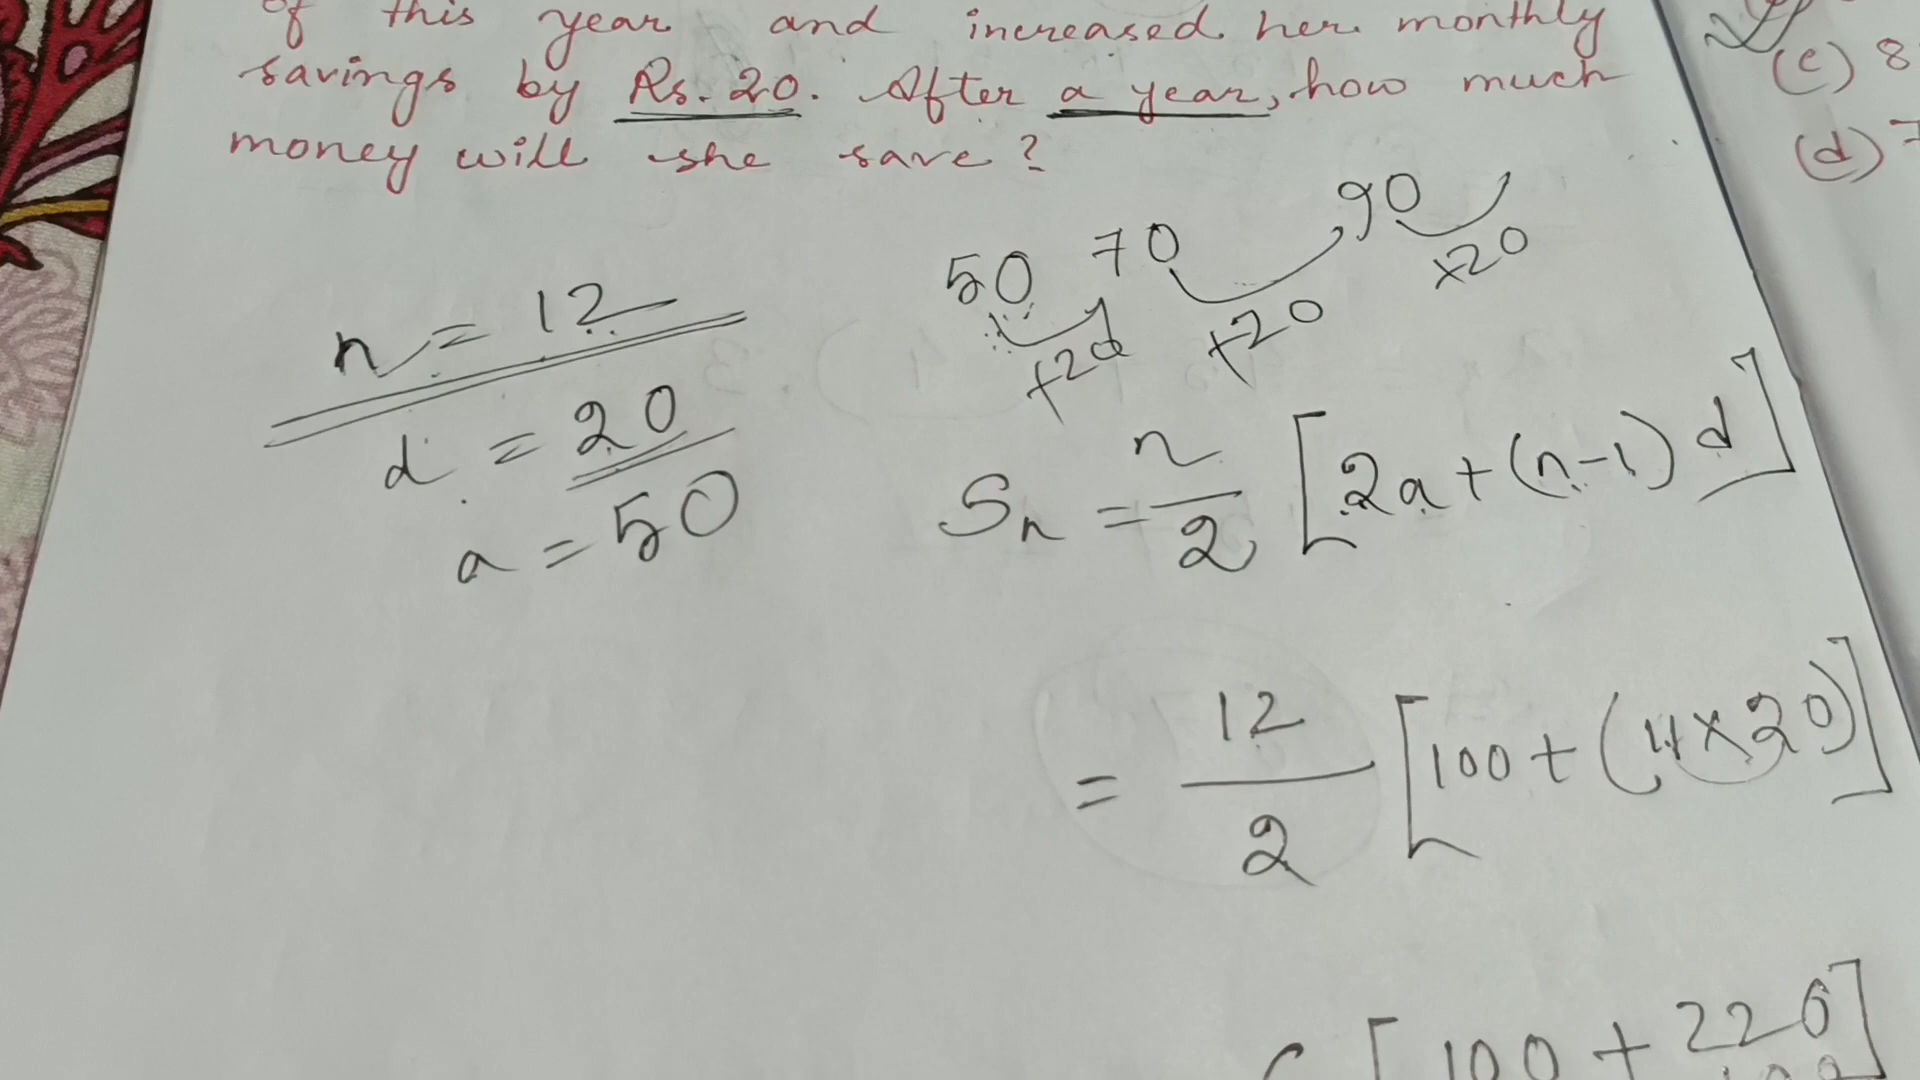 of this year and increased her monthly
savings by Rs. 20. After a year, how much
money will she save?
(c) 8
(d) 7
50 70 90
+20 +20 +20
n = 12
d = 20
a = 50
Sn = n/2 [2a + (n-1) d]
= 12/2 [100 + (11 × 20)]
[100 + 220]